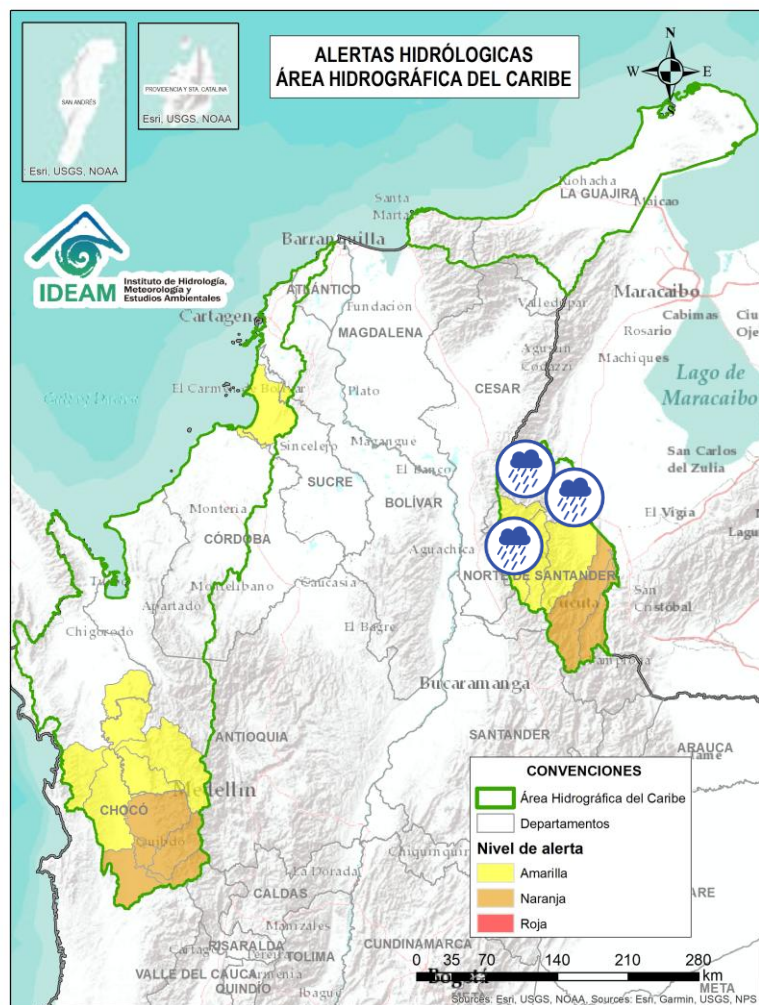 ALERTAS HIDRÓLOGICAS
ÁREA HIDROGRÁFICA DEL CARIBE
N
W
E
S
SAN ANDRÉS
PROVIDENCIA Y STA. CATALINA
Esri, USGS, NOAA
Esri, USGS, NOAA
IDEAM
Instituto de Hidrología,
Meteorología y
Estudios Ambientales
Riohacha
LA GUAJIRA
Maicao
Santa
Marta
Barranquilla
ATLÁNTICO
Cartagena
Fundación
MAGDALENA
Valledupar
Maracaibo
Cabimas
Rosario
Machiques
Agustín
Codazzi
CESAR
Lago de
Maracaibo
El Carmen de Bolívar
Plato
Sincelejo
Magangué
El Banco
SUCRE
BOLÍVAR
San Carlos
del Zulia
El Vigía
Montería
CÓRDOBA
Aguachica
NORTE DE SANTANDER
Cúcuta
San
Cristóbal
Montelíbano
Caucasia
Apartadó
Chigorodó
El Bagre
Pamplona
Bucaramanga
ANTIOQUIA
SANTANDER
ARAUCA
Medellín
CHOCÓ
Quibdó
La Dorada
CALDAS
Manizales
RISARALDA
Pereira
TOLIMA
CUNDINAMARCA
VALLE DEL CAUCA
Armenia
QUINDÍO
Ibagué
Bogotá
META
META
CONVENCIONES
Área Hidrográfica del Caribe
Departamentos
Nivel de alerta
Amarilla
Naranja
Roja
0 35 70 140 210 280
km
Sources: Esri, USGS, NOAA, Sources: Esri, Garmin, USGS, NPS